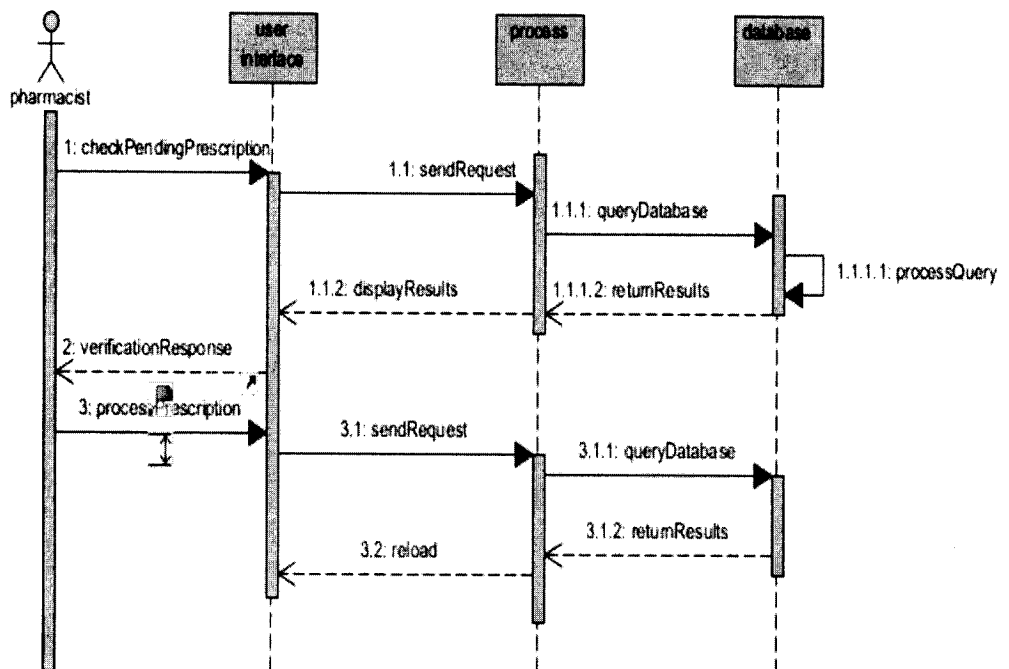 user
interface
process
database
pharmacist
1: checkPendingPrescription
1.1: sendRequest
1.1.1: queryDatabase
1.1.1.1: processQuery
1.1.2: displayResults
1.1.1.2: returnResults
2: verificationResponse
3: processPrescription
3.1: sendRequest
3.1.1: queryDatabase
3.1.2: returnResults
3.2: reload